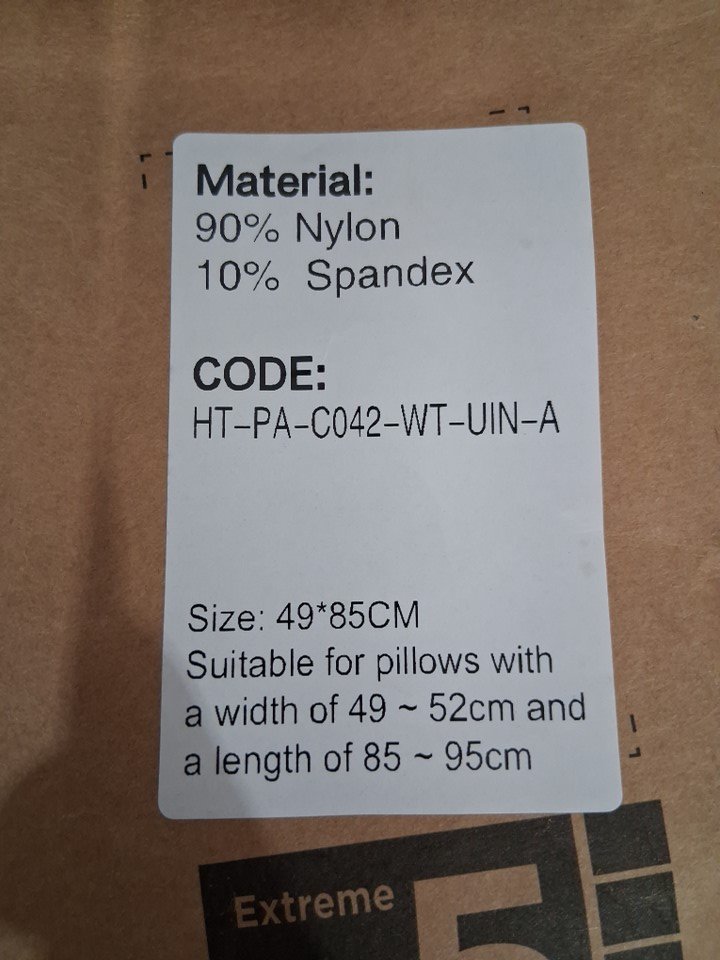 Material:
90% Nylon
10% Spandex
CODE:
HT-PA-C042-WT-UIN-A
Size: 49*85CM
Suitable for pillows with
a width of 49 ~ 52cm and
a length of 85 ~ 95cm
Extreme
5